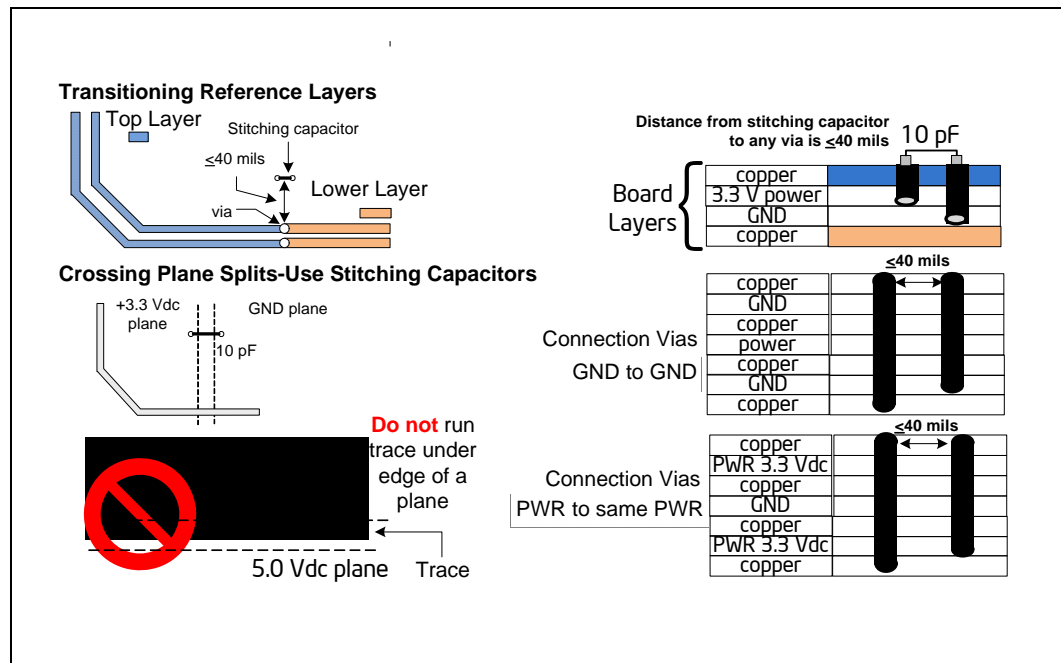 Transitioning Reference Layers
Top Layer
Stitching capacitor
≤40 mils
Lower Layer
via
Crossing Plane Splits-Use Stitching Capacitors
+3.3 Vdc
plane
GND plane
10 pF
Do not run
trace under
edge of a
plane
5.0 Vdc plane
Trace
Distance from stitching capacitor
to any via is ≤40 mils
10 pF
Board
Layers
copper
3.3 V power
GND
copper
≤40 mils
Connection Vias
GND to GND
copper
GND
copper
power
copper
GND
copper
≤40 mils
Connection Vias
PWR to same PWR
copper
PWR 3.3 Vdc
copper
GND
copper
PWR 3.3 Vdc
copper